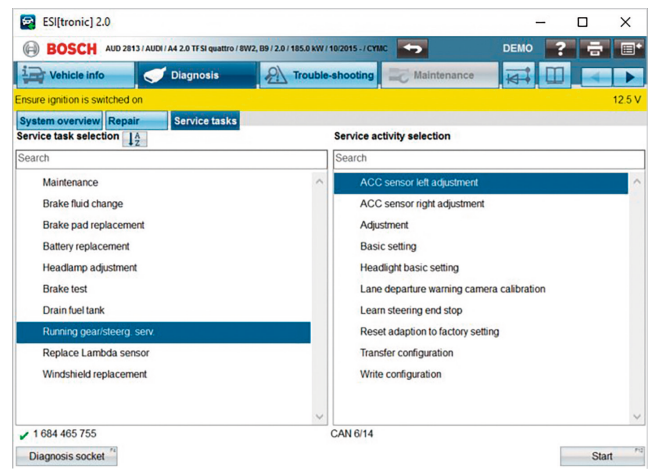 ESI[tronic] 2.0
BOSCH AUD 2813 / AUDI / A4 2.0 TFSI quattro / 8W2, B9 / 2.0 / 185.0 kW / 10/2015 - / CYMC DEMO ?
Vehicle info Diagnosis Trouble-shooting Maintenance
Ensure ignition is switched on 12.5 V
System overview Repair Service tasks
Service task selection A Z Service activity selection
Search Search
Maintenance ACC sensor left adjustment
Brake fluid change ACC sensor right adjustment
Brake pad replacement Adjustment
Battery replacement Basic setting
Headlamp adjustment Headlight basic setting
Brake test Lane departure warning camera calibration
Drain fuel tank Learn steering end stop
Running gear/steerg. serv. Reset adaption to factory setting
Replace Lambda sensor Transfer configuration
Windshield replacement Write configuration
1 684 465 755 CAN 6/14
Diagnosis socket Start